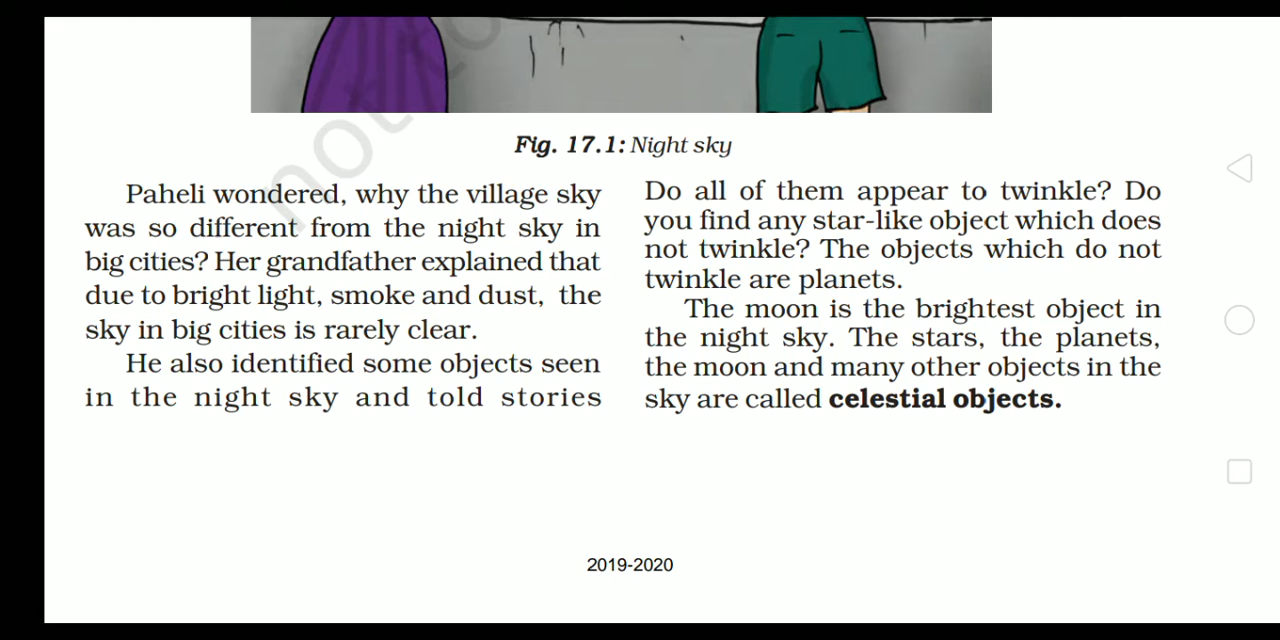 Fig. 17.1: Night sky
Paheli wondered, why the village sky
was so different from the night sky in
big cities? Her grandfather explained that
due to bright light, smoke and dust, the
sky in big cities is rarely clear.
He also identified some objects seen
in the night sky and told stories
Do all of them appear to twinkle? Do
you find any star-like object which does
not twinkle? The objects which do not
twinkle are planets.
The moon is the brightest object in
the night sky. The stars, the planets,
the moon and many other objects in the
sky are called celestial objects.
2019-2020
not to